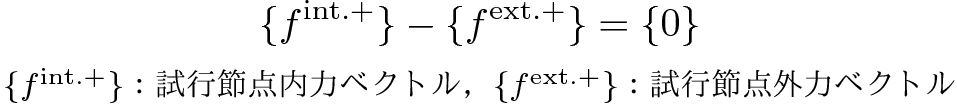 {f^{int.+}} − {f^{ext.+}} = {0}
{f^{int.+}}：試行節点内力ベクトル，{f^{ext.+}}：試行節点外力ベクトル